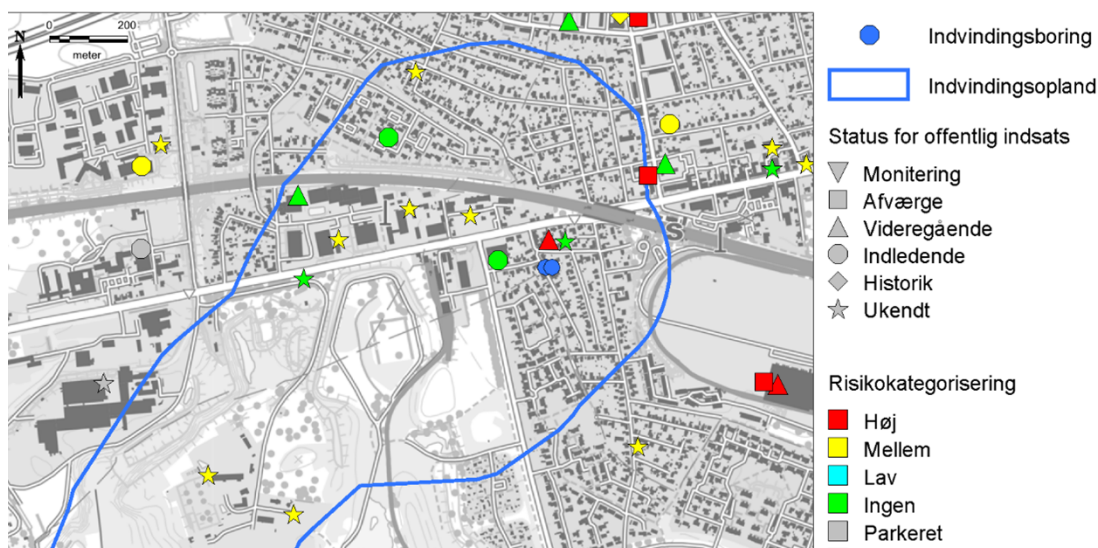 0 200
meter
N
s l
Indvindingsboring
Indvindingsopland
Status for offentlig indsats
Monitering
Afværge
Videregående
Indledende
Historik
Ukendt
Risikokategorisering
Høj
Mellem
Lav
Ingen
Parkeret